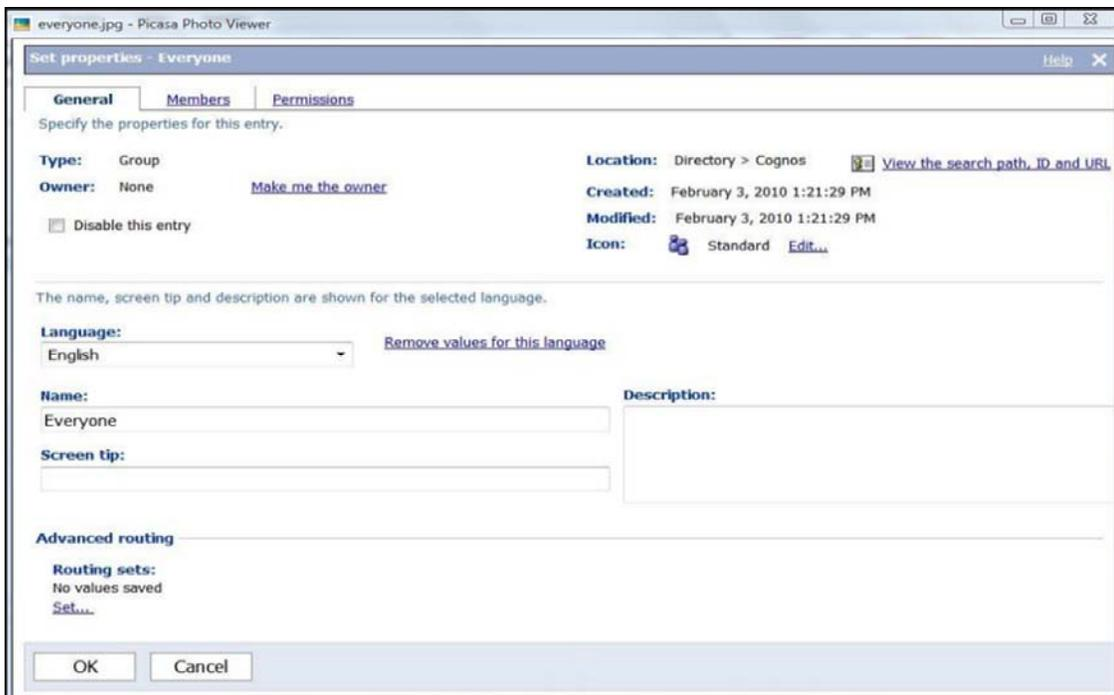 everyone.jpg - Picasa Photo Viewer
Set properties - Everyone
Help
General Members Permissions
Specify the properties for this entry.
Type: Group
Owner: None Make me the owner
Disable this entry
Location: Directory > Cognos View the search path, ID and URL
Created: February 3, 2010 1:21:29 PM
Modified: February 3, 2010 1:21:29 PM
Icon: Standard Edit...
The name, screen tip and description are shown for the selected language.
Language:
English
Remove values for this language
Name:
Everyone
Screen tip:
Description:
Advanced routing
Routing sets:
No values saved
Set...
OK Cancel